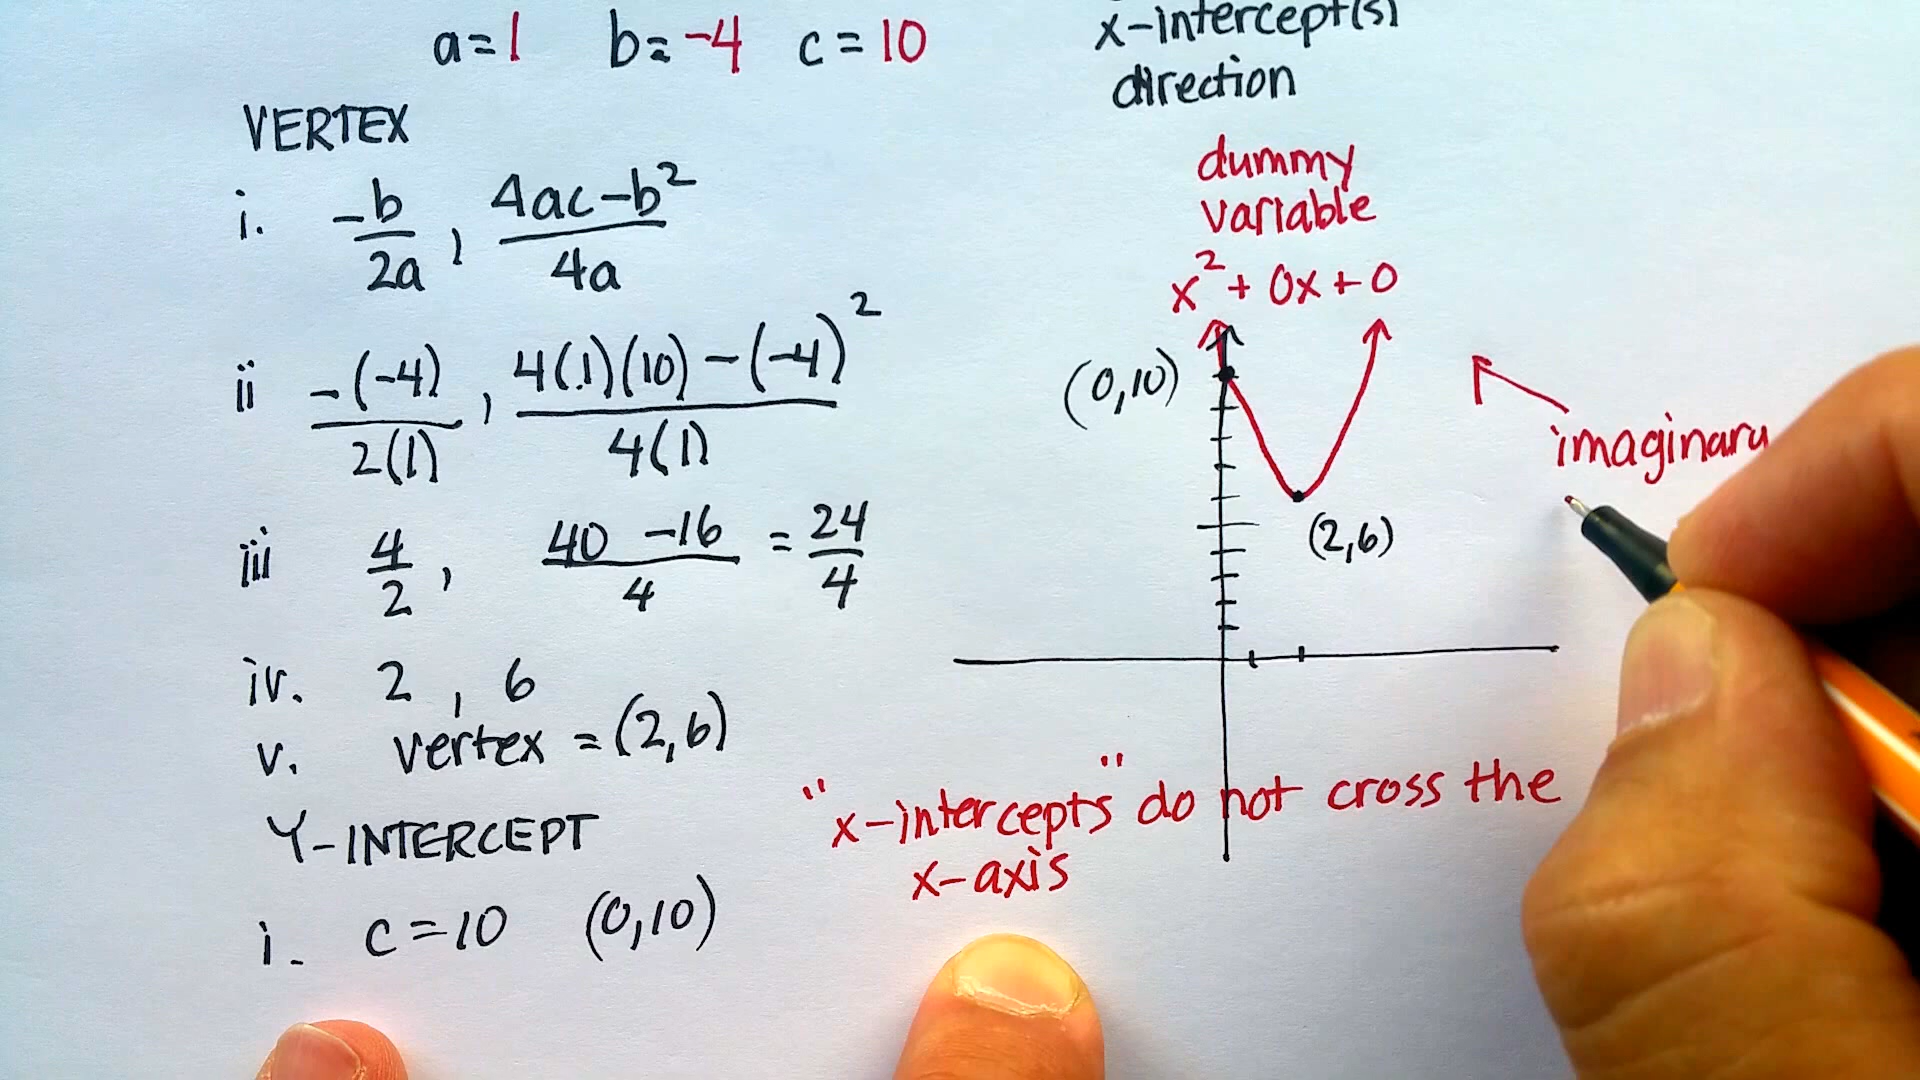 a=1 b=-4 c=10
VERTEX
i. -b/2a , 4ac-b²/4a
ii -(-4)/2(1) , 4(1)(10)-(-4)²/4(1)
iii 4/2 , 40 -16/4 = 24/4
iv. 2 , 6
v. vertex = (2,6)
Y-INTERCEPT
i. c=10 (0,10)
x-intercept(s)
direction
dummy
variable
x²+0x+0
(0,10)
imaginary
(2,6)
"x-intercepts" do not cross the
x-axis